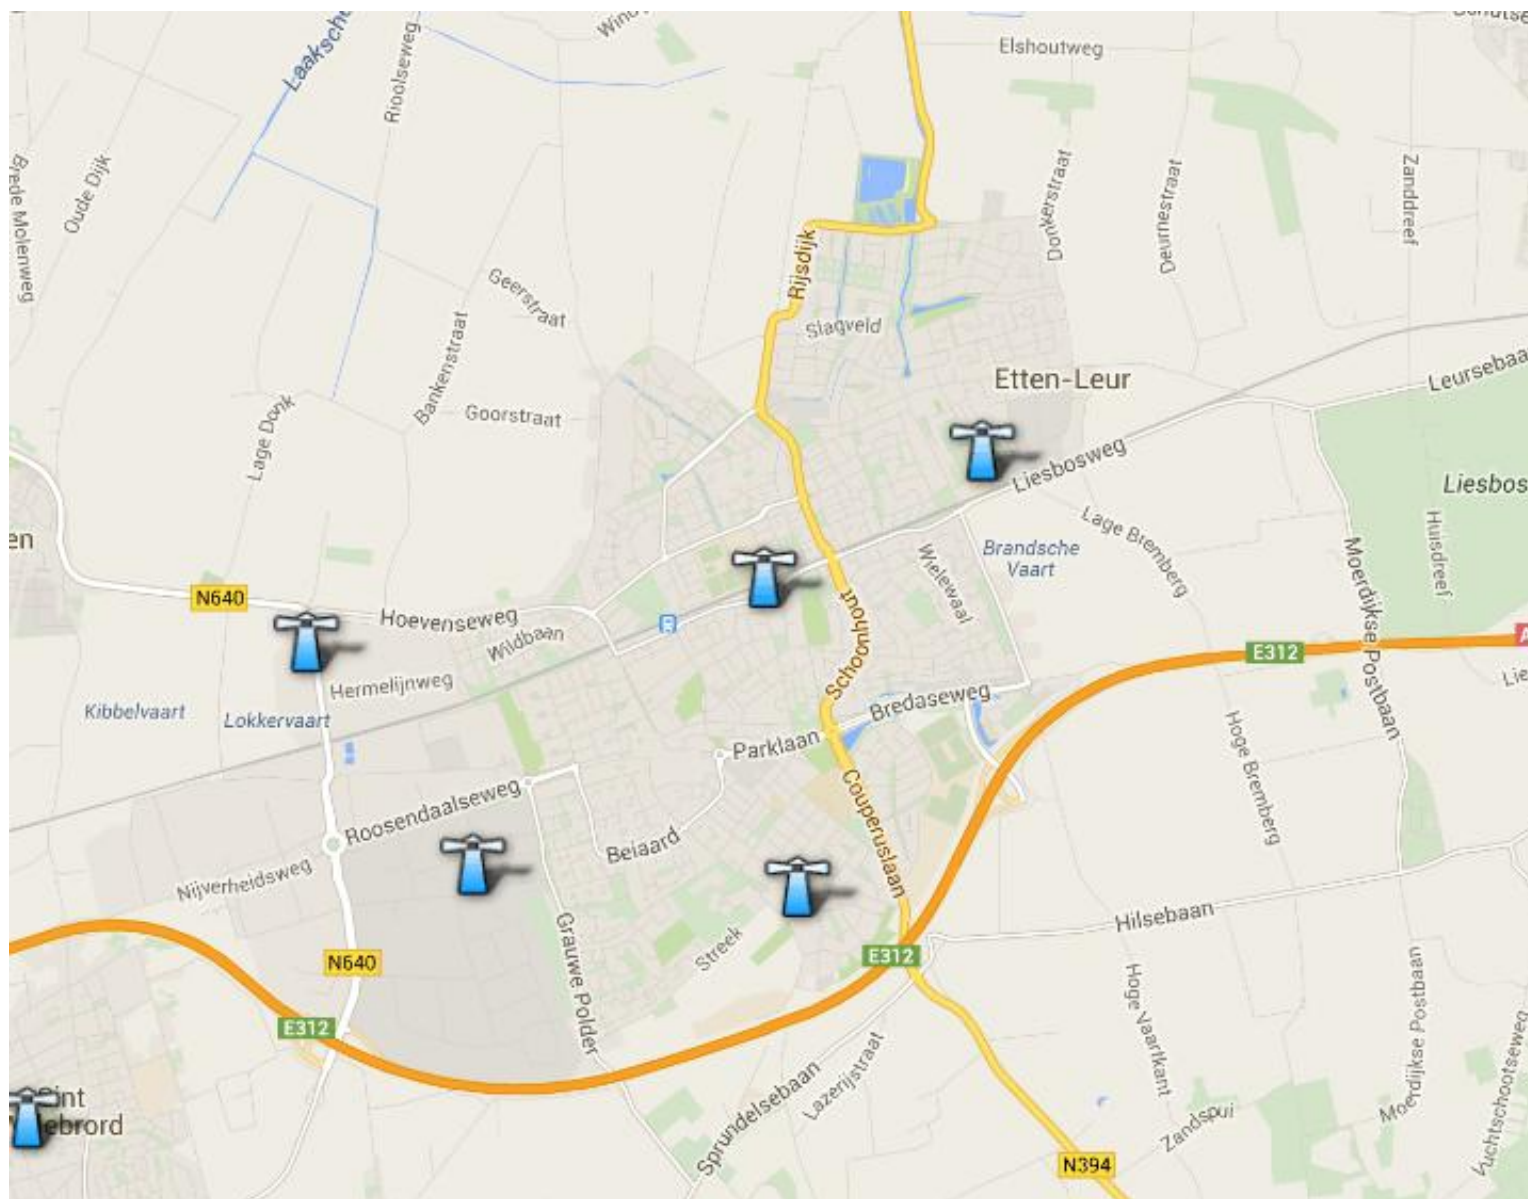 Elshoutweg
Rioolseweg
Oude Dijk
Brede Molenweg
Donkerstraat
Deurnestraat
Zanddreef
Rijsdijk
Geerstraat
Slagveld
Bankenstraat
Etten-Leur
Goorstraat
Lage Donk
Liesbosweg
Lage Bremberg
Huisdreef
Brandsche
Vaart
Wielewaal
N640
Hoevenseweg
Wildbaan
Schoonhout
Moerdijkse Postbaan
E312
Hermelijnweg
Kibbelvaart
Lokkervaart
Bredaseweg
Parklaan
Hoge Bremberg
Roosendaalseweg
Couperuslaan
Beiaard
Nijverheidsweg
Hilsebaan
Streek
Grauwe Polder
N640
E312
E312
Hoge Vaartkant
Moerdijkse Postbaan
Sprundelsebaan
Lazerijstraat
Zandspui
N394